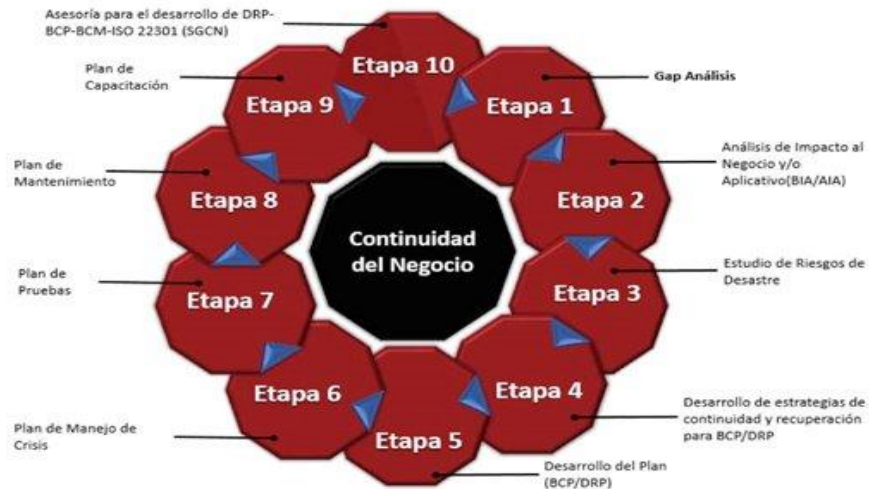 Asesoría para el desarrollo de DRP-
BCP-BCM-ISO 22301 (SGCN)
Etapa 10
Etapa 1
Gap Análisis
Análisis de Impacto al
Negocio y/o
Aplicativo(BIA/AIA)
Etapa 2
Estudio de Riesgos de
Desastre
Etapa 3
Desarrollo de estrategias de
continuidad y recuperación
para BCP/DRP
Etapa 4
Desarrollo del Plan
(BCP/DRP)
Etapa 5
Plan de Manejo de
Crisis
Etapa 6
Plan de
Pruebas
Etapa 7
Plan de
Mantenimiento
Etapa 8
Plan de
Capacitación
Etapa 9
Continuidad
del Negocio